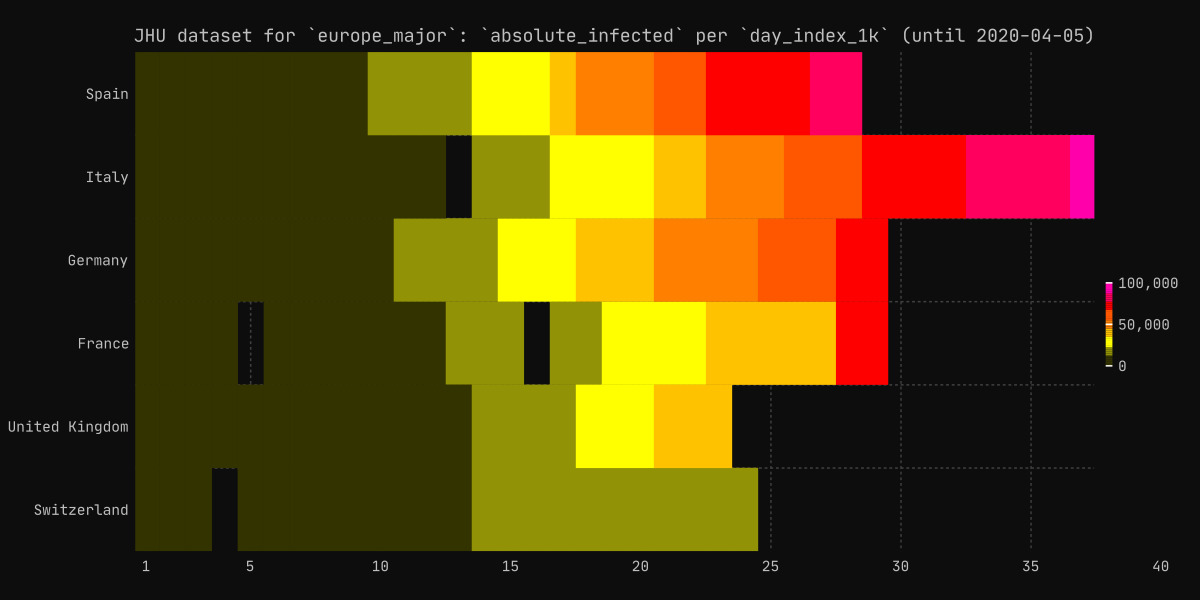 JHU dataset for `europe_major`: `absolute_infected` per `day_index_1k` (until 2020-04-05)
Spain
Italy
Germany
France
United Kingdom
Switzerland
1 5 10 15 20 25 30 35 40
100,000
50,000
0